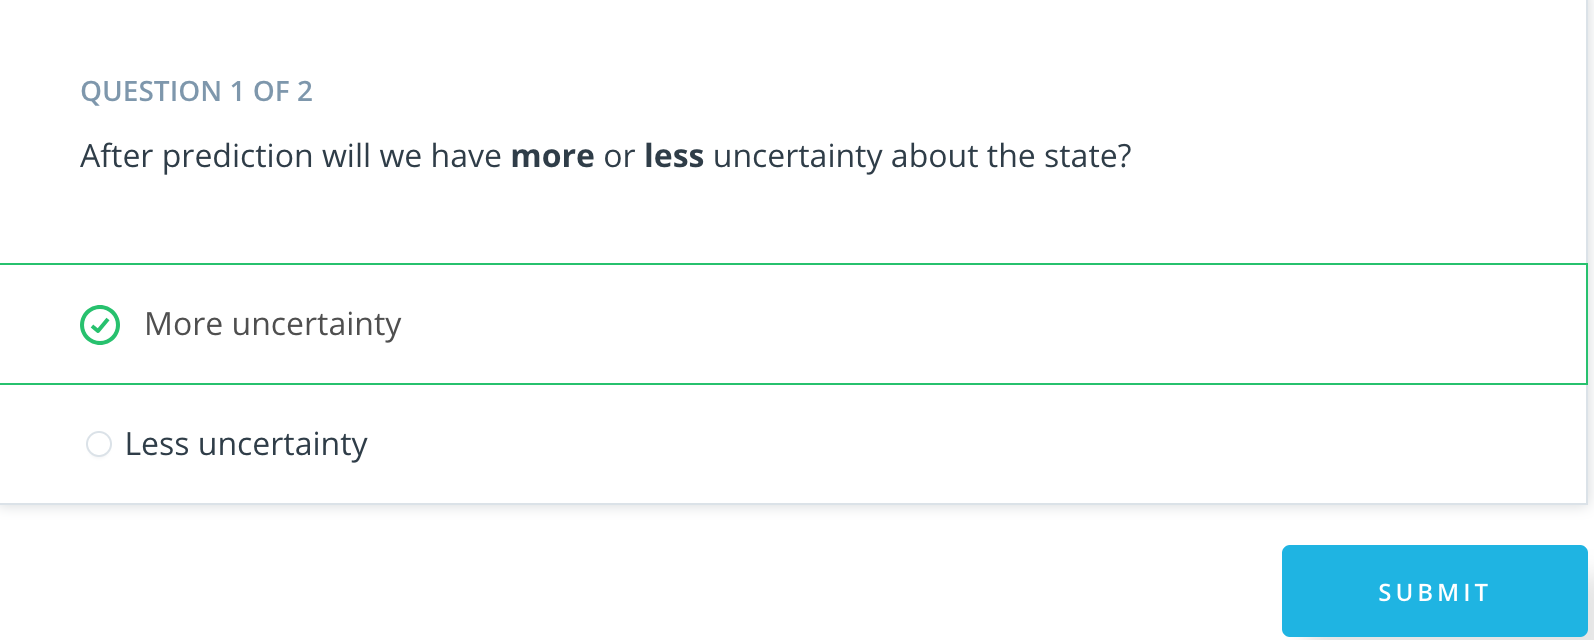 QUESTION 1 OF 2
After prediction will we have more or less uncertainty about the state?
More uncertainty
Less uncertainty
SUBMIT